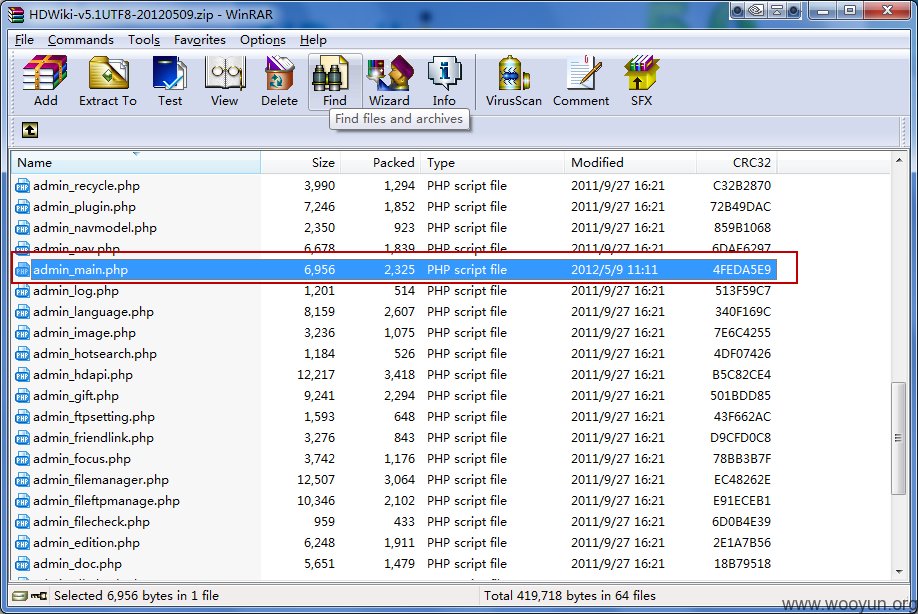 HDWiki-v5.1UTF8-20120509.zip - WinRAR
File Commands Tools Favorites Options Help
Add Extract To Test View Delete Find Wizard Info VirusScan Comment SFX
Find files and archives
Name Size Packed Type Modified CRC32
admin_recycle.php 3,990 1,294 PHP script file 2011/9/27 16:21 C32B2870
admin_plugin.php 7,246 1,852 PHP script file 2011/9/27 16:21 72B49DAC
admin_navmodel.php 2,350 923 PHP script file 2011/9/27 16:21 859B1068
admin_nav.php 6,678 1,839 PHP script file 2011/9/27 16:21 6DAE6297
admin_main.php 6,956 2,325 PHP script file 2012/5/9 11:11 4FEDA5E9
admin_log.php 1,201 514 PHP script file 2011/9/27 16:21 513F59C7
admin_language.php 8,159 2,607 PHP script file 2011/9/27 16:21 340F169C
admin_image.php 3,236 1,075 PHP script file 2011/9/27 16:21 7E6C4255
admin_hotsearch.php 1,184 526 PHP script file 2011/9/27 16:21 4DF07426
admin_hdapi.php 12,217 3,418 PHP script file 2011/9/27 16:21 B5C82CE4
admin_gift.php 9,241 2,294 PHP script file 2011/9/27 16:21 501BDD85
admin_ftpsetting.php 1,593 648 PHP script file 2011/9/27 16:21 43F662AC
admin_friendlink.php 3,276 843 PHP script file 2011/9/27 16:21 D9CFD0C8
admin_focus.php 3,742 1,176 PHP script file 2011/9/27 16:21 78BB3B7F
admin_filemanager.php 12,507 3,064 PHP script file 2011/9/27 16:21 EC48262E
admin_fileftpmanage.php 10,346 2,102 PHP script file 2011/9/27 16:21 E91ECEB1
admin_filecheck.php 959 433 PHP script file 2011/9/27 16:21 6D0B4E39
admin_edition.php 6,248 1,911 PHP script file 2011/9/27 16:21 2E1A7B56
admin_doc.php 5,651 1,479 PHP script file 2011/9/27 16:21 18B79518
Selected 6,956 bytes in 1 file Total 419,718 bytes in 64 files
www.wooyun.org